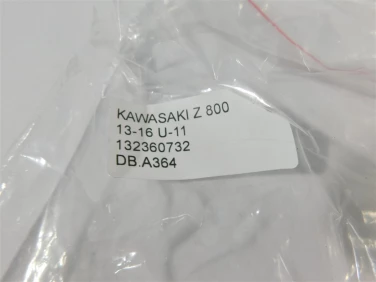 KAWASAKI Z 800
13-16 U-11
132360732
DB.A364